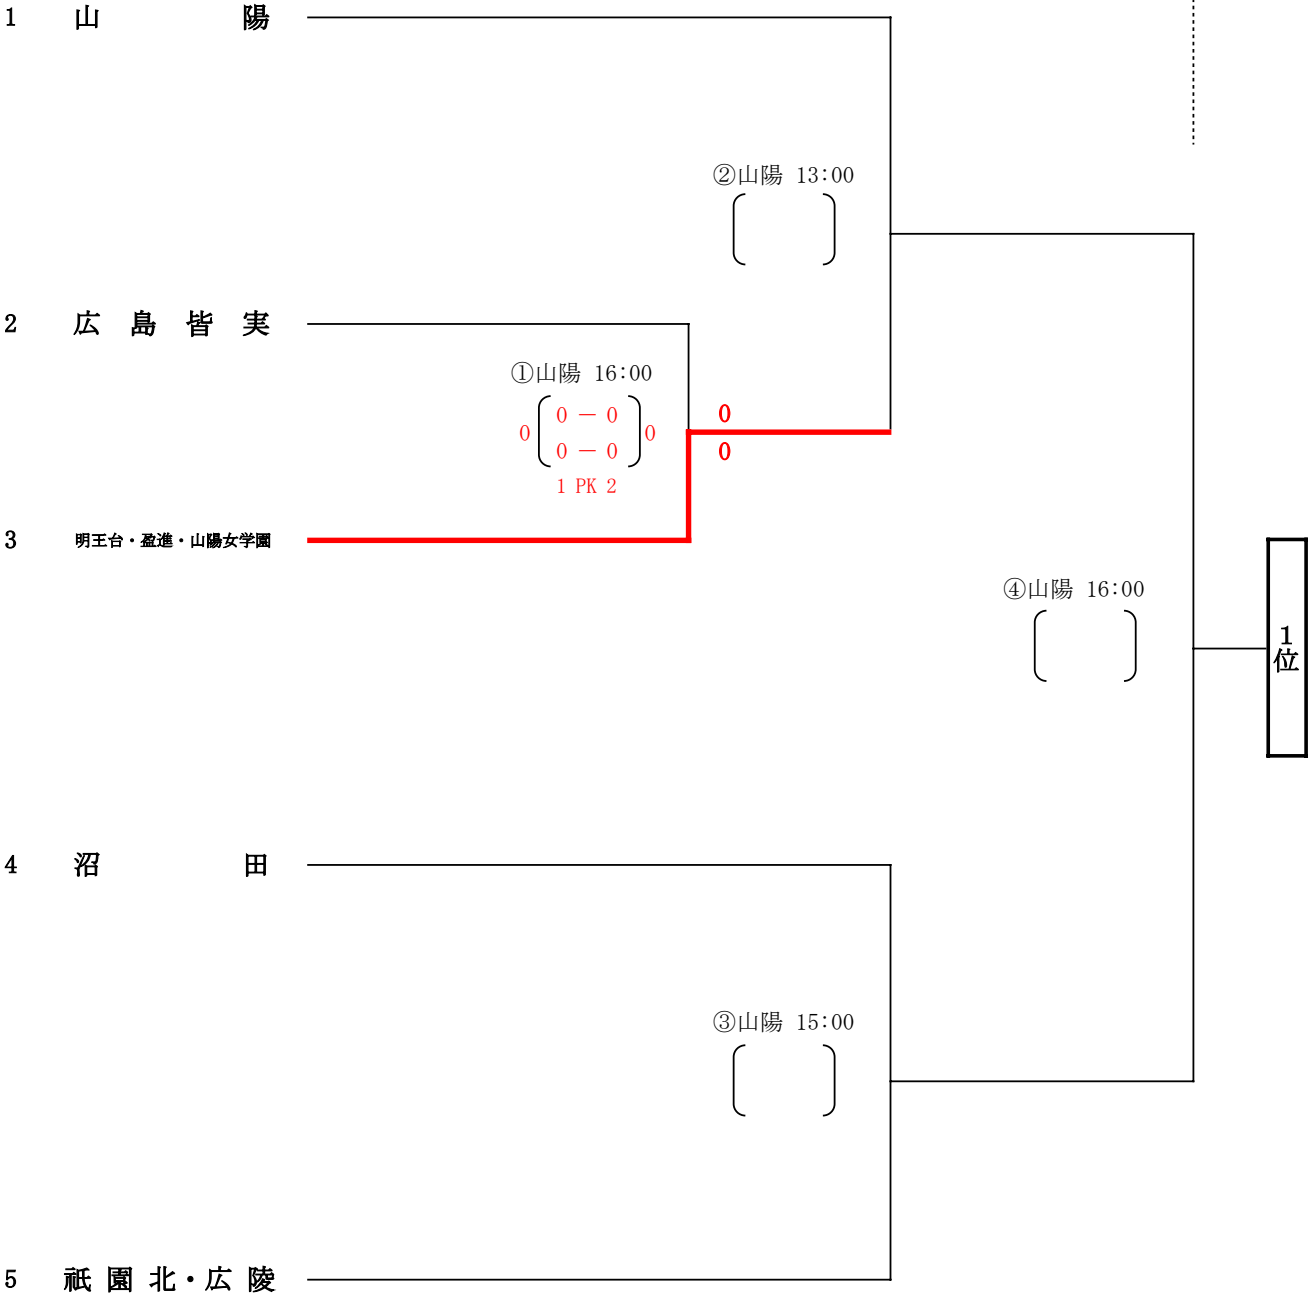 1 山陽
②山陽 13:00
2 広島皆実
①山陽 16:00
0 0 － 0 0
0 － 0
1 PK 2
0
0
3 明王台・盈進・山陽女学園
④山陽 16:00
1位
4 沼田
③山陽 15:00
5 祇園北・広陵